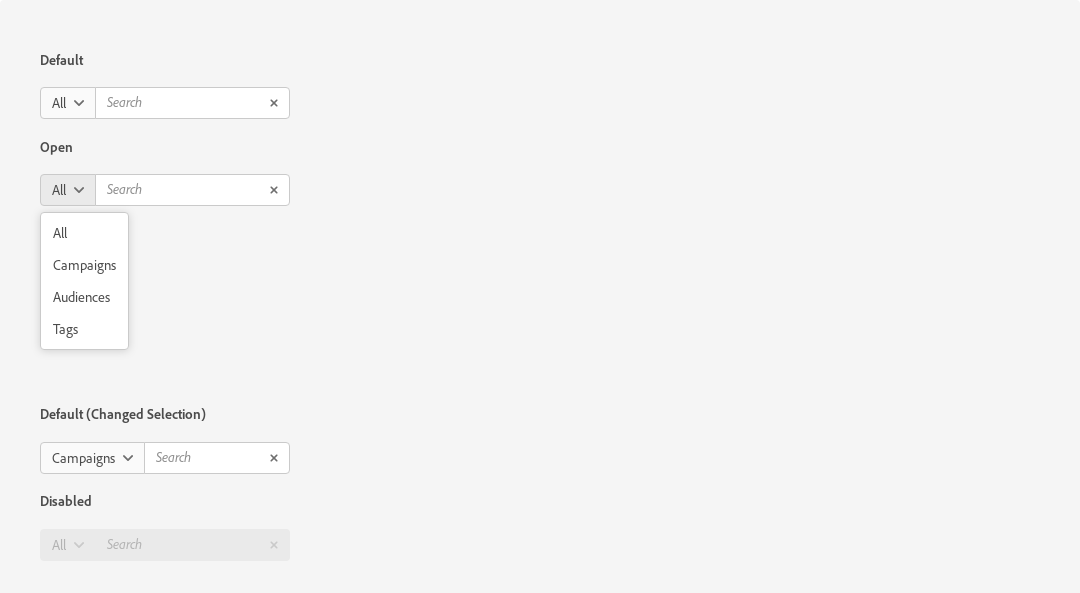 Default
All Search
Open
All Search
All
Campaigns
Audiences
Tags
Default (Changed Selection)
Campaigns Search
Disabled
All Search